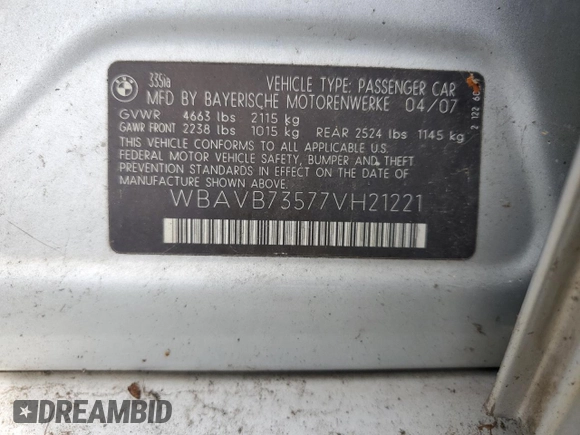 335ia
VEHICLE TYPE: PASSENGER CAR
MFD BY BAYERISCHE MOTORENWERKE 04/07
GVWR 4663 lbs 2115 kg
GAWR FRONT 2238 lbs 1015 kg REAR 2524 lbs 1145 kg
THIS VEHICLE CONFORMS TO ALL APPLICABLE U.S.
FEDERAL MOTOR VEHICLE SAFETY, BUMPER AND THEFT
PREVENTION STANDARDS IN EFFECT ON THE DATE OF
MANUFACTURE SHOWN ABOVE.
WBAVB73577VH21221
2 122
DREAMBID